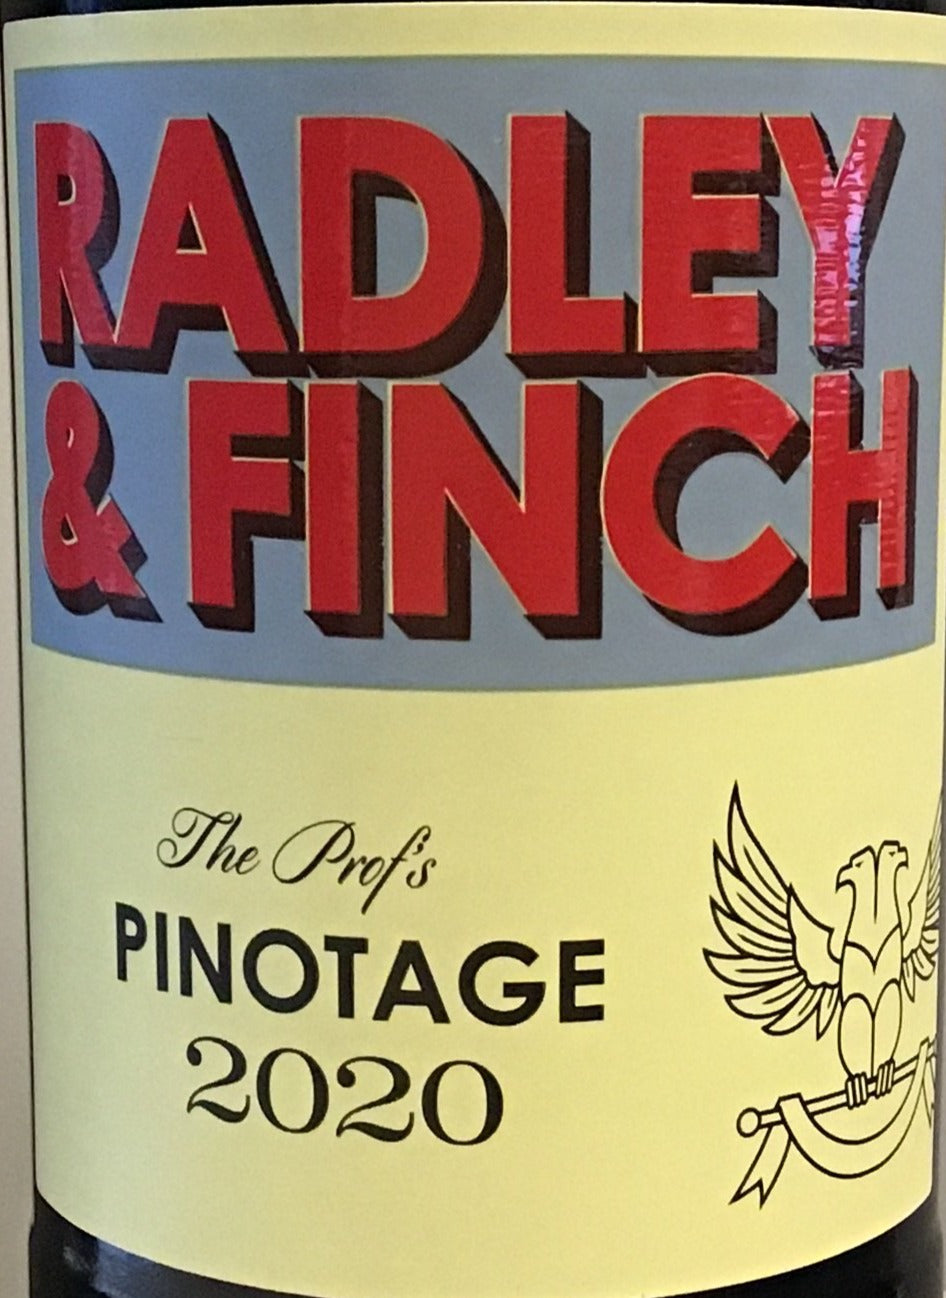 RADLEY
& FINCH
The Prof's
PINOTAGE
2020